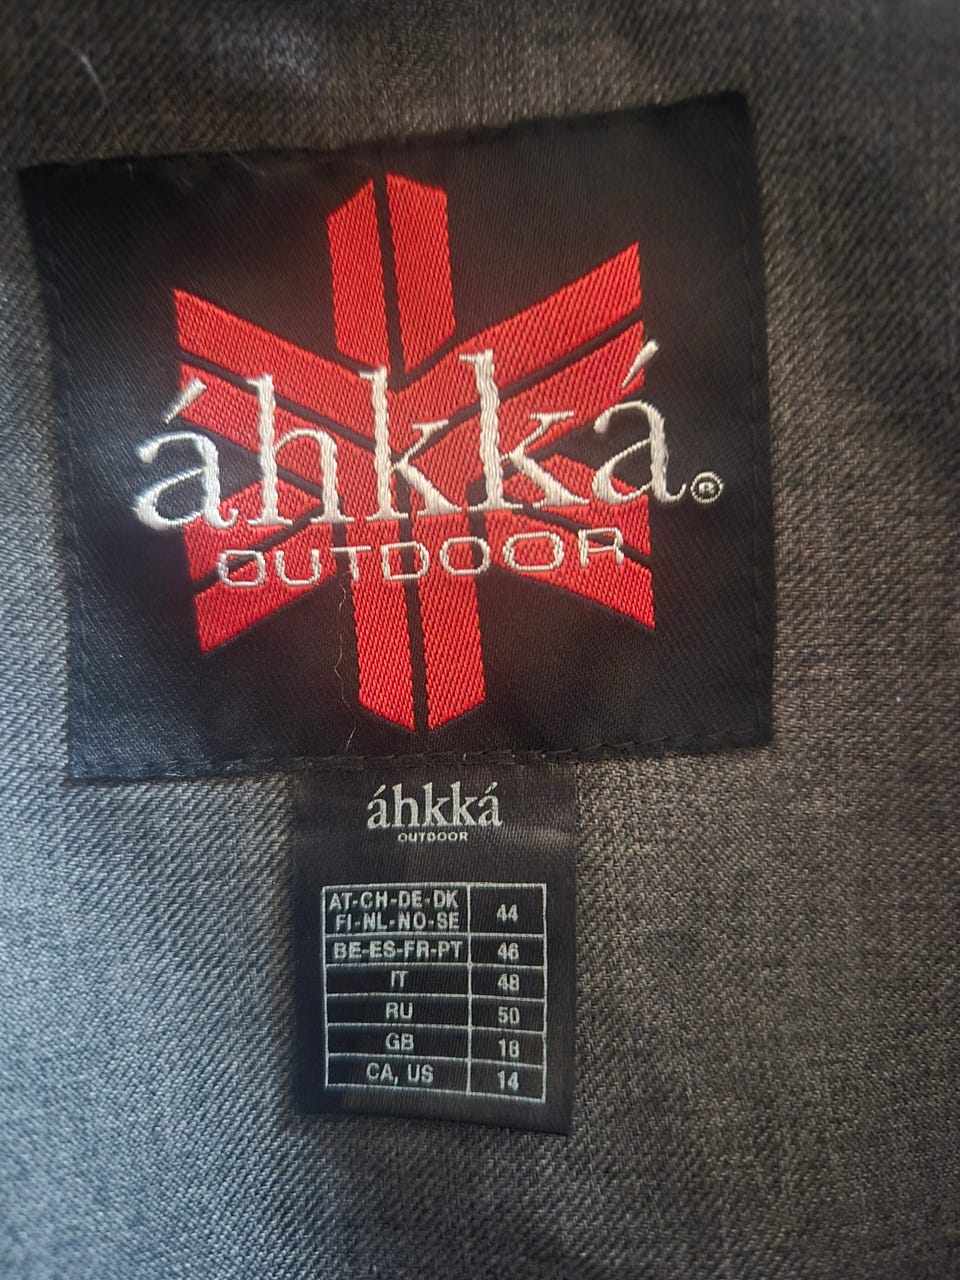 áhkká®
OUTDOOR
áhkká
OUTDOOR
AT-CH-DE-DK
FI-NL-NO-SE 44
BE-ES-FR-PT 46
IT 48
RU 50
GB 18
CA, US 14